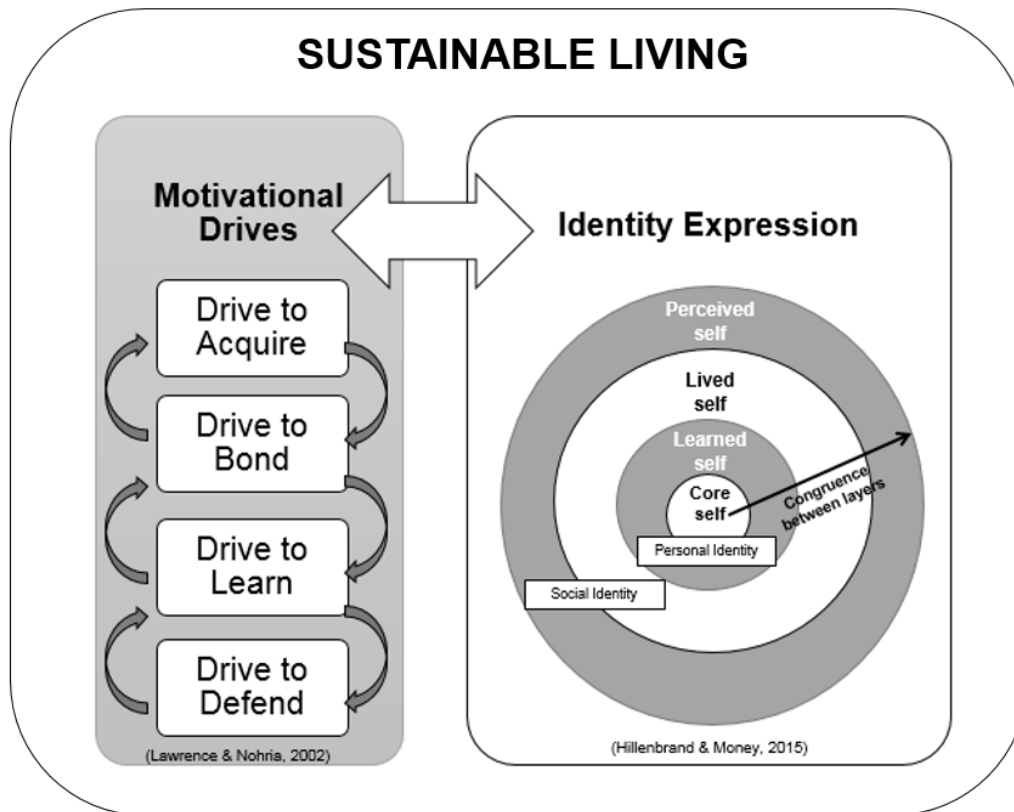 SUSTAINABLE LIVING
Motivational
Drives
Drive to
Acquire
Drive to
Bond
Drive to
Learn
Drive to
Defend
(Lawrence & Nohria, 2002)
Identity Expression
Perceived
self
Lived
self
Learned
self
Core
self
Congruence
between layers
Personal Identity
Social Identity
(Hillenbrand & Money, 2015)